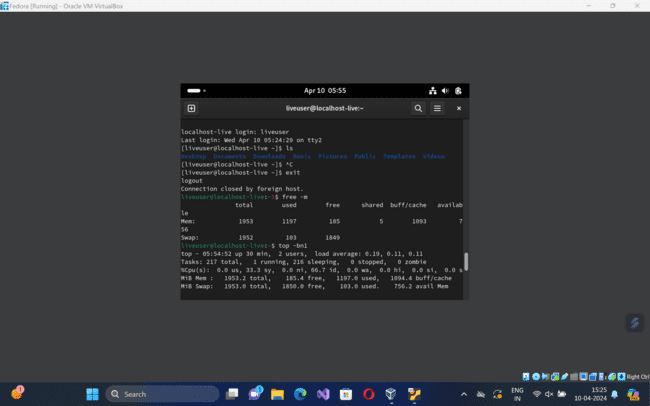 Fedora [Running] - Oracle VM VirtualBox
Apr 10 05:55
liveuser@localhost-live:~
localhost-live login: liveuser
Last login: Wed Apr 10 05:24:29 on tty2
[liveuser@localhost-live ~]$ ls
Desktop Documents Downloads Music Pictures Public Templates Videos
[liveuser@localhost-live ~]$ ^C
[liveuser@localhost-live ~]$ exit
logout
Connection closed by foreign host.
liveuser@localhost-live:~$ free -m
total used free shared buff/cache availab
le
Mem: 1953 1197 185 5 1093 7
56
Swap: 1952 103 1849
liveuser@localhost-live:~$ top -bn1
top - 05:54:52 up 30 min, 2 users, load average: 0.19, 0.11, 0.11
Tasks: 217 total, 1 running, 216 sleeping, 0 stopped, 0 zombie
%Cpu(s): 0.0 us, 33.3 sy, 0.0 ni, 66.7 id, 0.0 wa, 0.0 hi, 0.0 si, 0.0 s
MiB Mem : 1953.2 total, 185.4 free, 1197.0 used, 1094.4 buff/cache
MiB Swap: 1953.0 total, 1850.0 free, 103.0 used. 756.2 avail Mem
Right Ctrl
1
Search
1
ENG
IN
15:25
10-04-2024